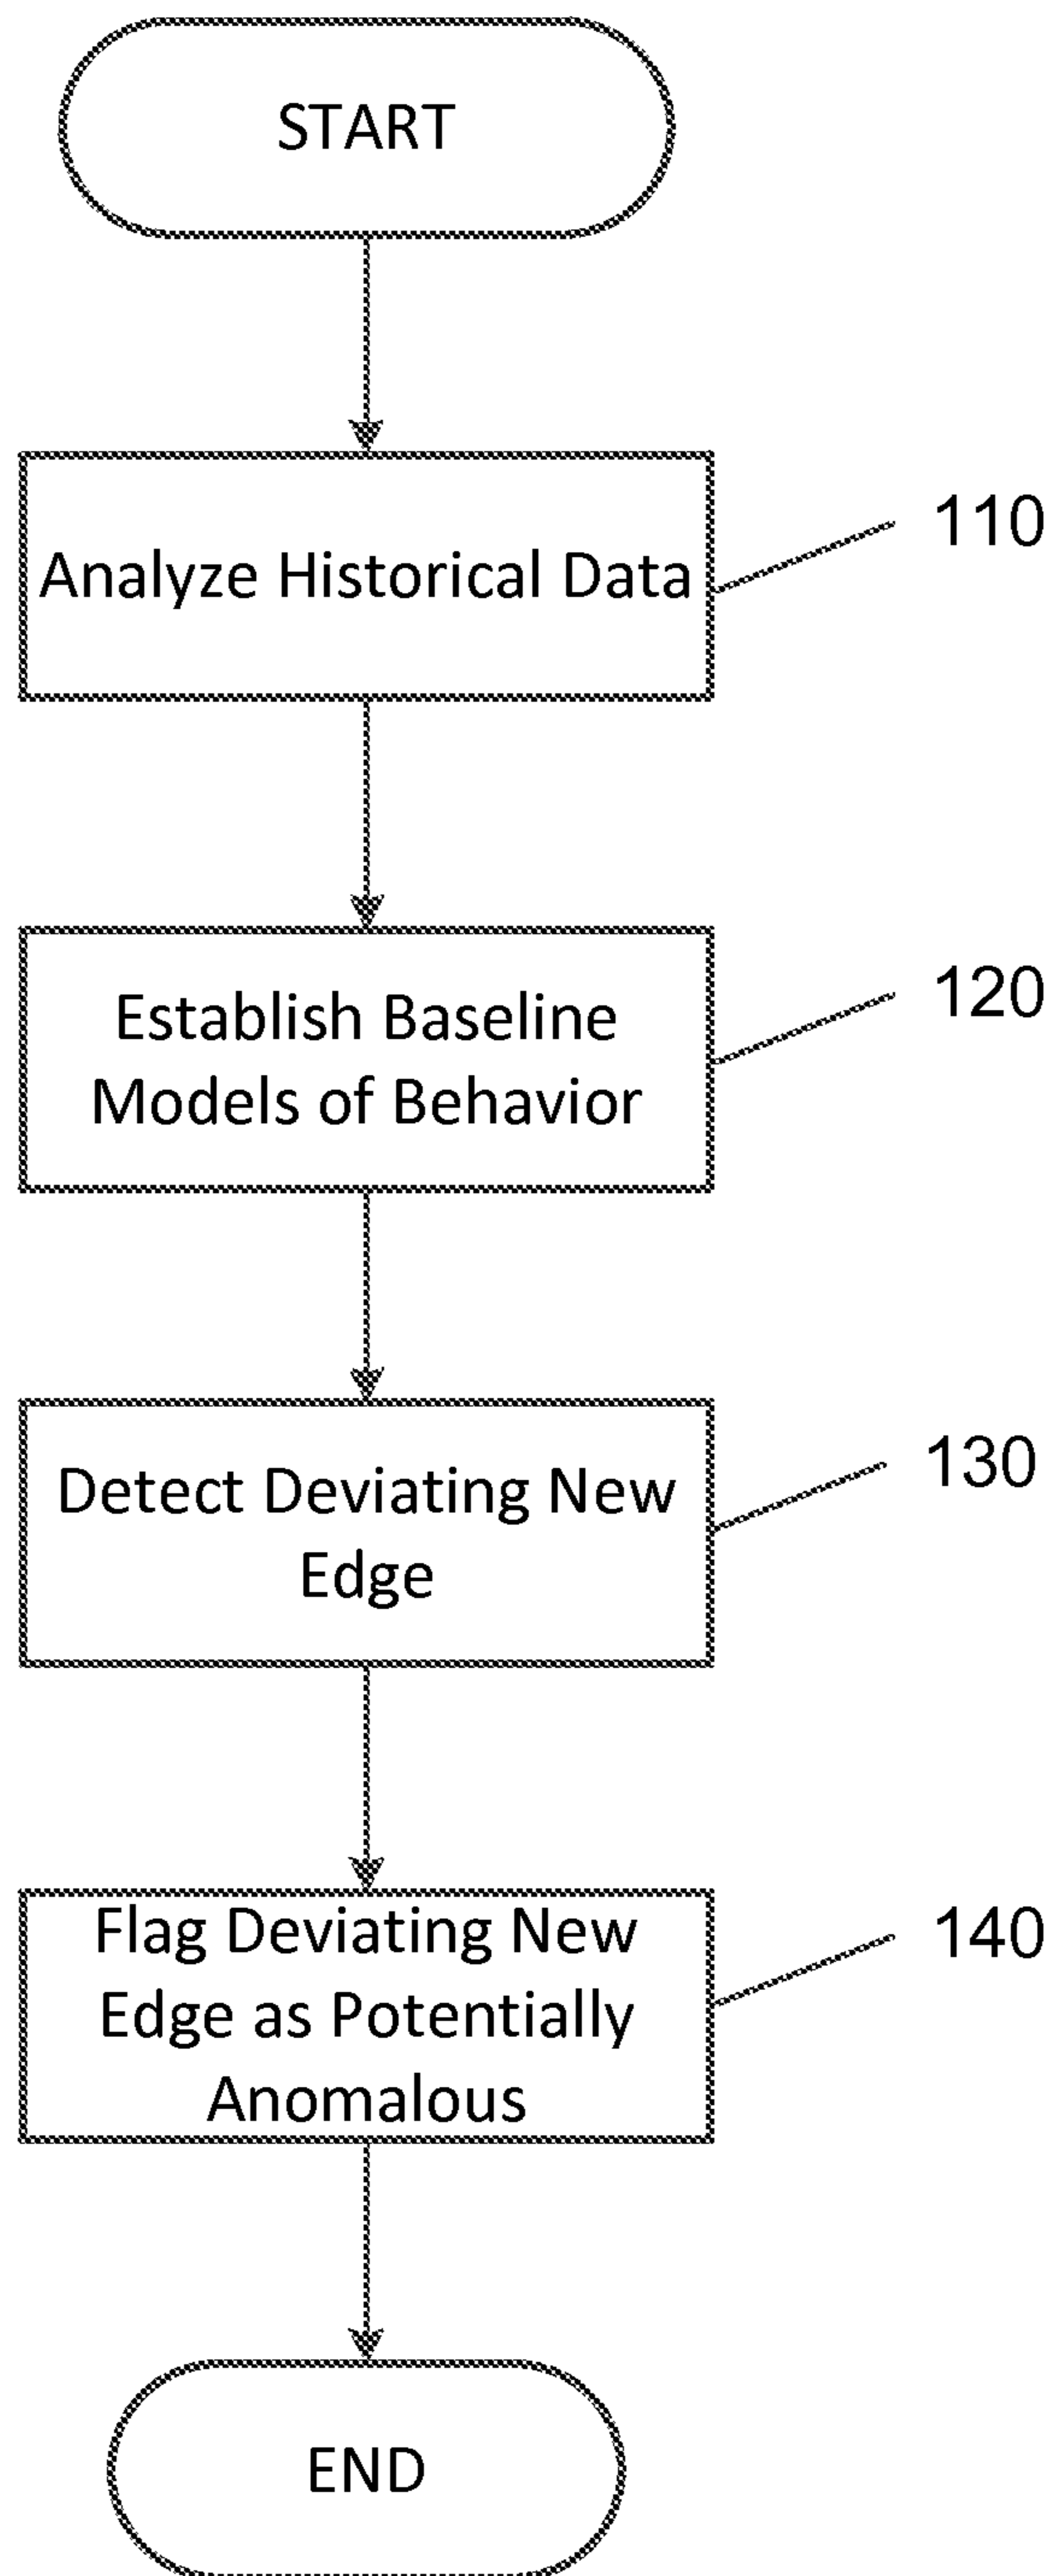 START
Analyze Historical Data
110
Establish Baseline
Models of Behavior
120
Detect Deviating New
Edge
130
Flag Deviating New
Edge as Potentially
Anomalous
140
END